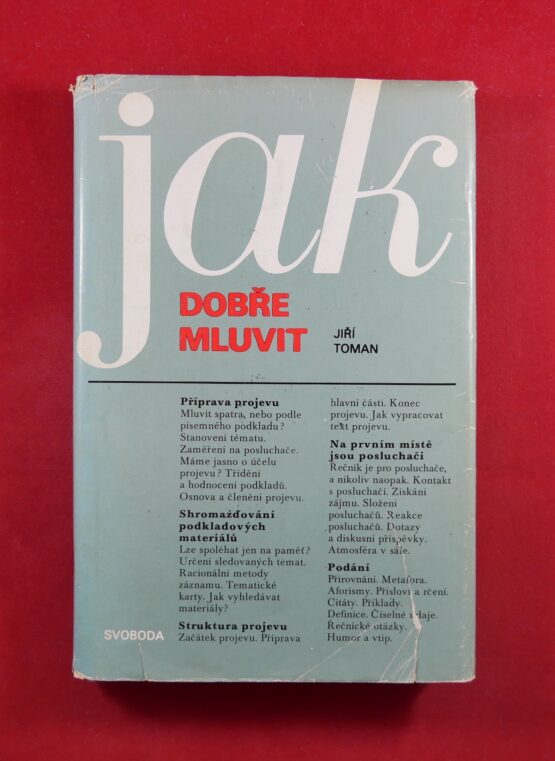 jak
DOBŘE
MLUVIT
JIŘÍ
TOMAN
Příprava projevu
Mluvit spatra, nebo podle
písemného podkladu?
Stanovení tématu.
Zaměření na posluchače.
Máme jasno o účelu
projevu? Třídění
a hodnocení podkladů.
Osnova a členění projevu.
Shromažďování
podkladových
materiálů
Lze spoléhat jen na paměť?
Určení sledovaných témat.
Racionální metody
záznamu. Tematické
karty. Jak vyhledávat
materiály?
Struktura projevu
Začátek projevu. Příprava
hlavní části. Konec
projevu. Jak vypracovat
text projevu.
Na prvním místě
jsou posluchači
Řečník je pro posluchače,
a nikoliv naopak. Kontakt
s posluchači. Získání
zájmu. Složení
posluchačů. Reakce
posluchačů. Dotazy
a diskusní příspěvky.
Atmosféra v sále.
Podání
Přirovnání. Metafora.
Aforismy. Přísloví a rčení.
Citáty. Příklady.
Definice. Číselné údaje.
Řečnické otázky.
Humor a vtip.
SVOBODA